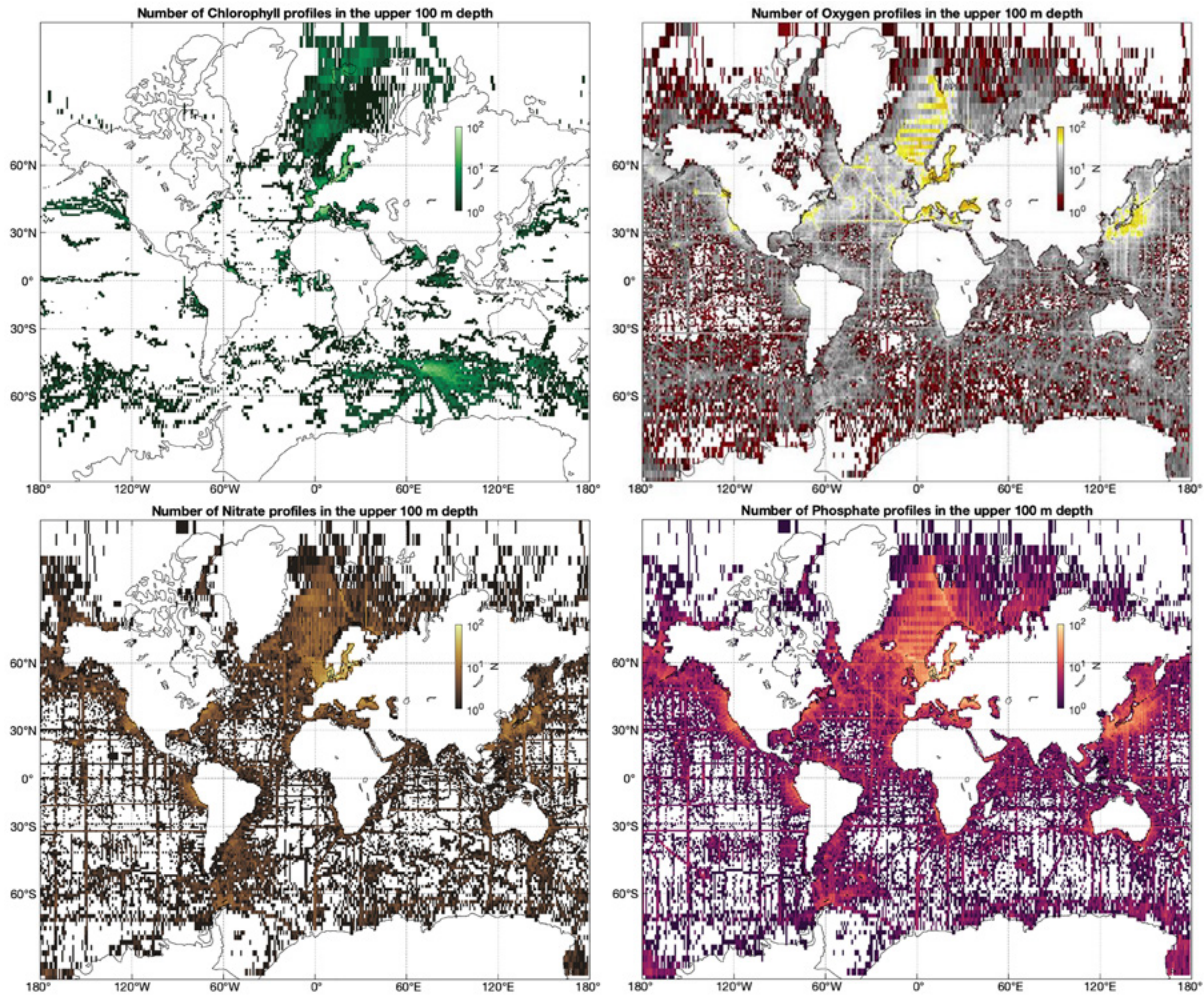 Number of Chlorophyll profiles in the upper 100 m depth
60°N
30°N
0°
30°S
60°S
180° 120°W 60°W 0° 60°E 120°E 180°
10² 10¹ 10⁰ N
Number of Oxygen profiles in the upper 100 m depth
60°N
30°N
0°
30°S
60°S
180° 120°W 60°W 0° 60°E 120°E 180°
10² 10¹ 10⁰ N
Number of Nitrate profiles in the upper 100 m depth
60°N
30°N
0°
30°S
60°S
180° 120°W 60°W 0° 60°E 120°E 180°
10² 10¹ 10⁰ N
Number of Phosphate profiles in the upper 100 m depth
60°N
30°N
0°
30°S
60°S
180° 120°W 60°W 0° 60°E 120°E 180°
10² 10¹ 10⁰ N